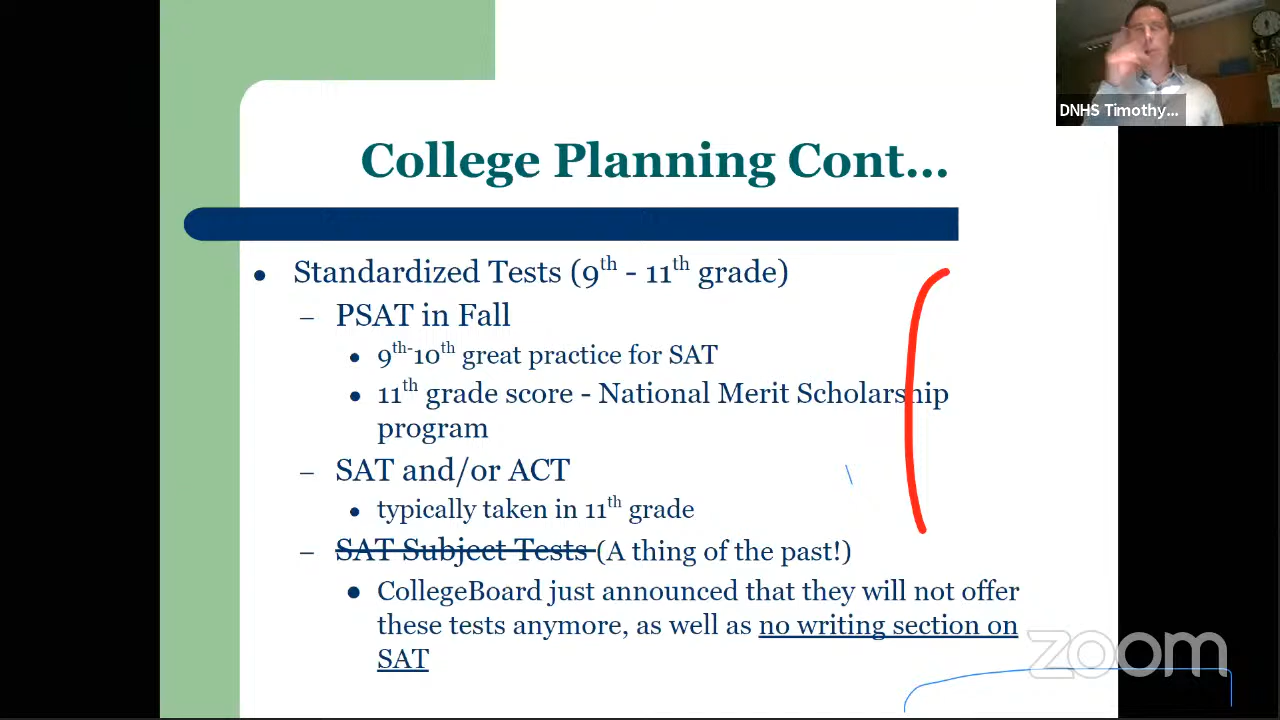 DNHS Timothy...
College Planning Cont...
• Standardized Tests (9th - 11th grade)
– PSAT in Fall
• 9th-10th great practice for SAT
• 11th grade score - National Merit Scholarship
program
– SAT and/or ACT
• typically taken in 11th grade
– SAT Subject Tests (A thing of the past!)
• CollegeBoard just announced that they will not offer
these tests anymore, as well as no writing section on
SAT
zoom